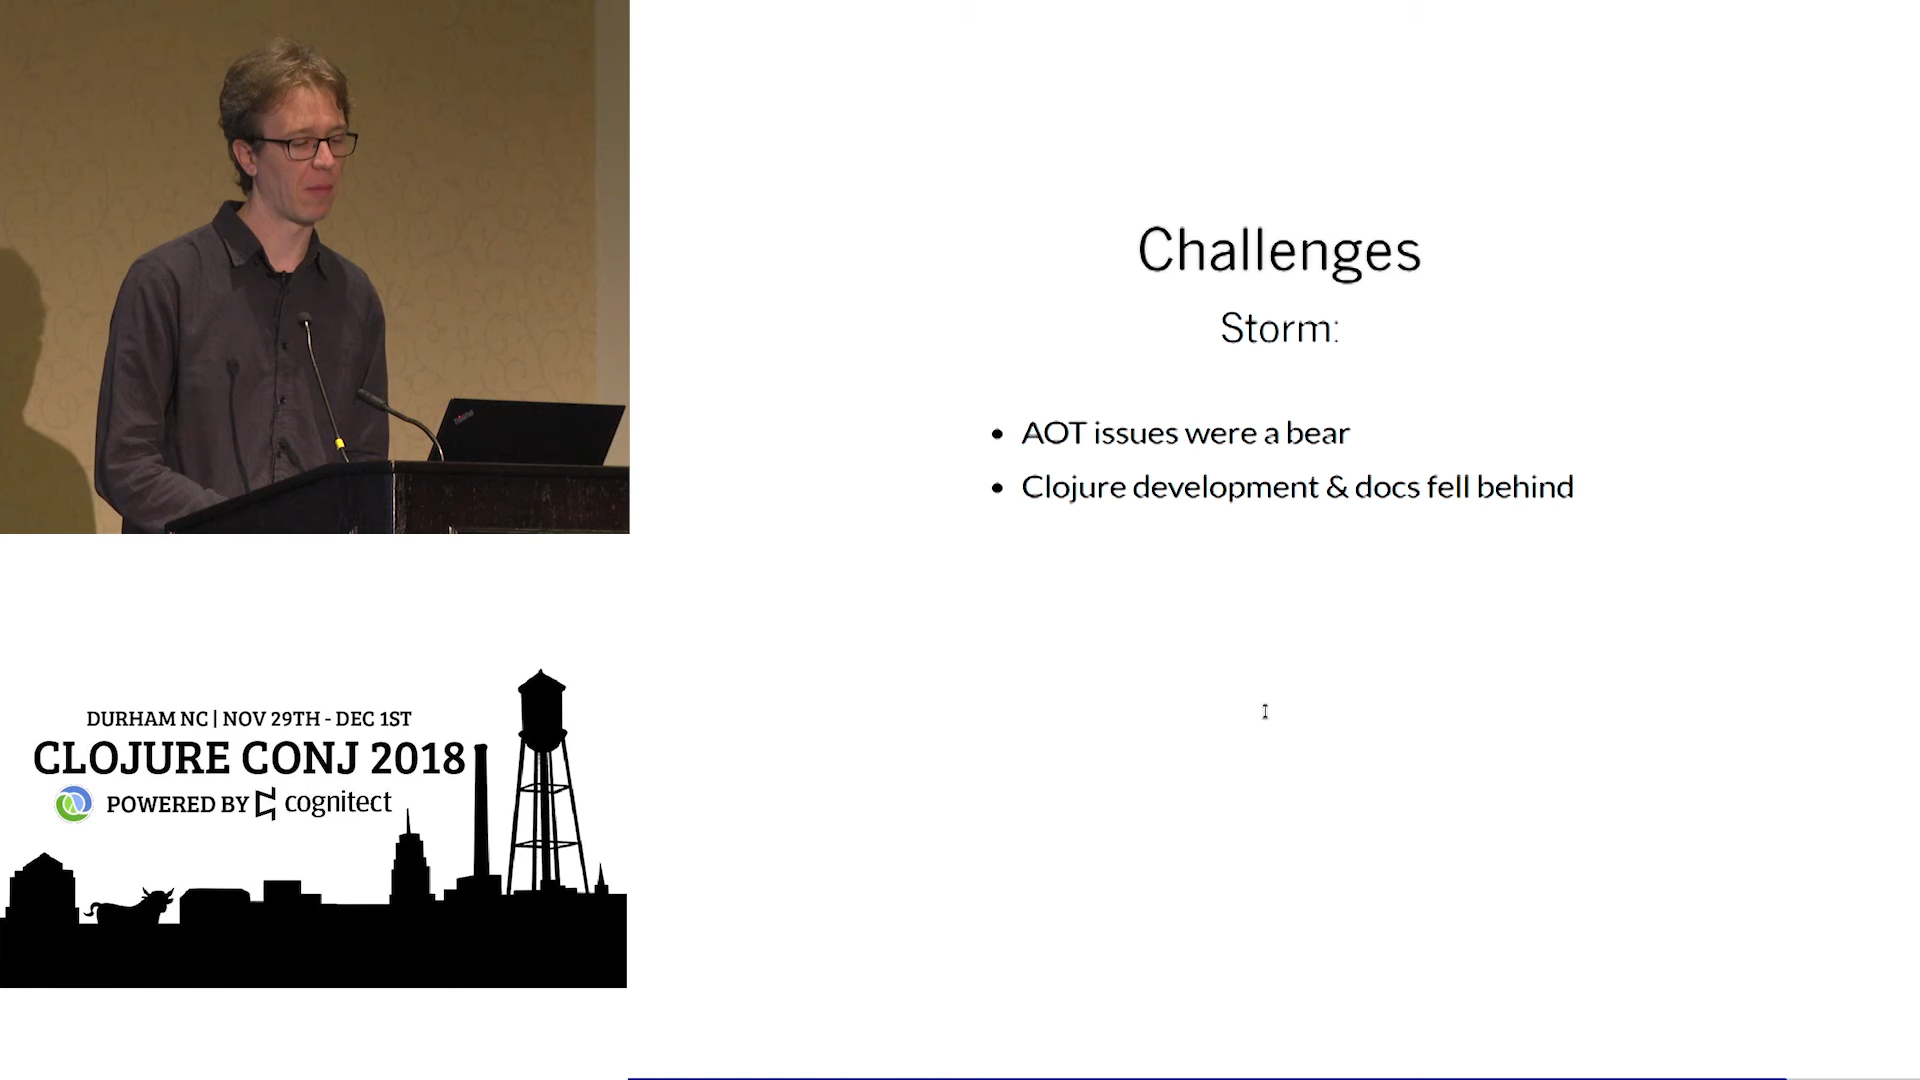 Challenges
Storm:
AOT issues were a bear
Clojure development & docs fell behind
DURHAM NC | NOV 29TH - DEC 1ST
CLOJURE CONJ 2018
POWERED BY cognitect
ThinkPad